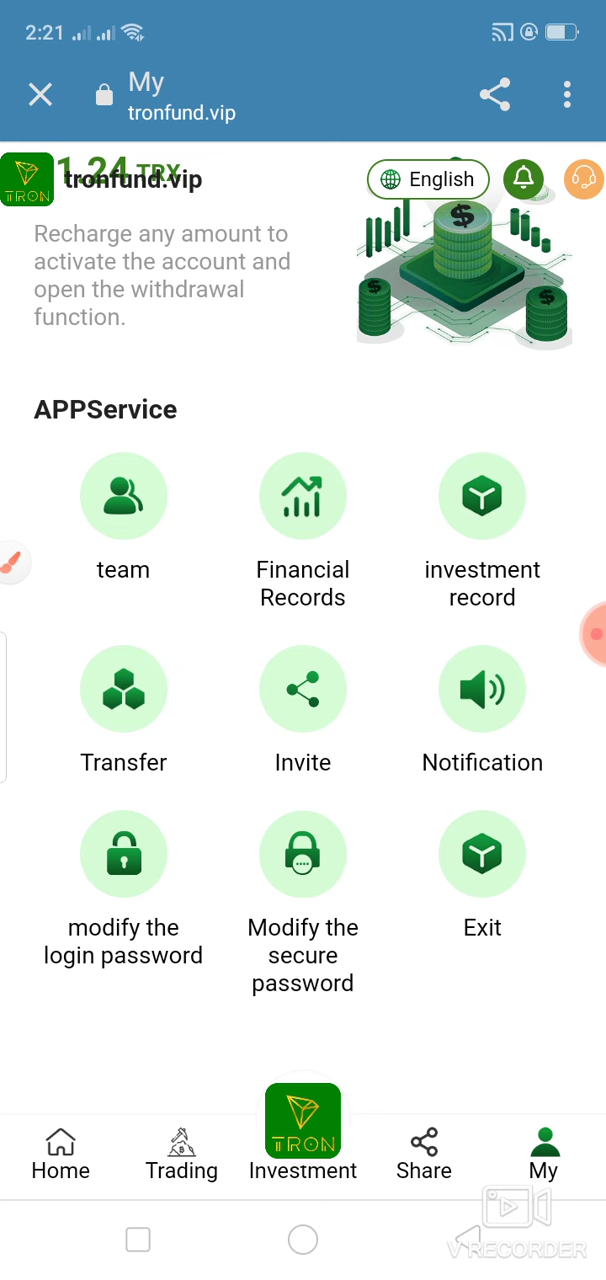 2:21
My
tronfund.vip
1.24 TRX
TRON
tronfund.vip
English
Recharge any amount to
activate the account and
open the withdrawal
function.
APPService
team
Financial
Records
investment
record
Transfer
Invite
Notification
modify the
login password
Modify the
secure
password
Exit
TRON
Home
Trading
Investment
Share
My
V RECORDER